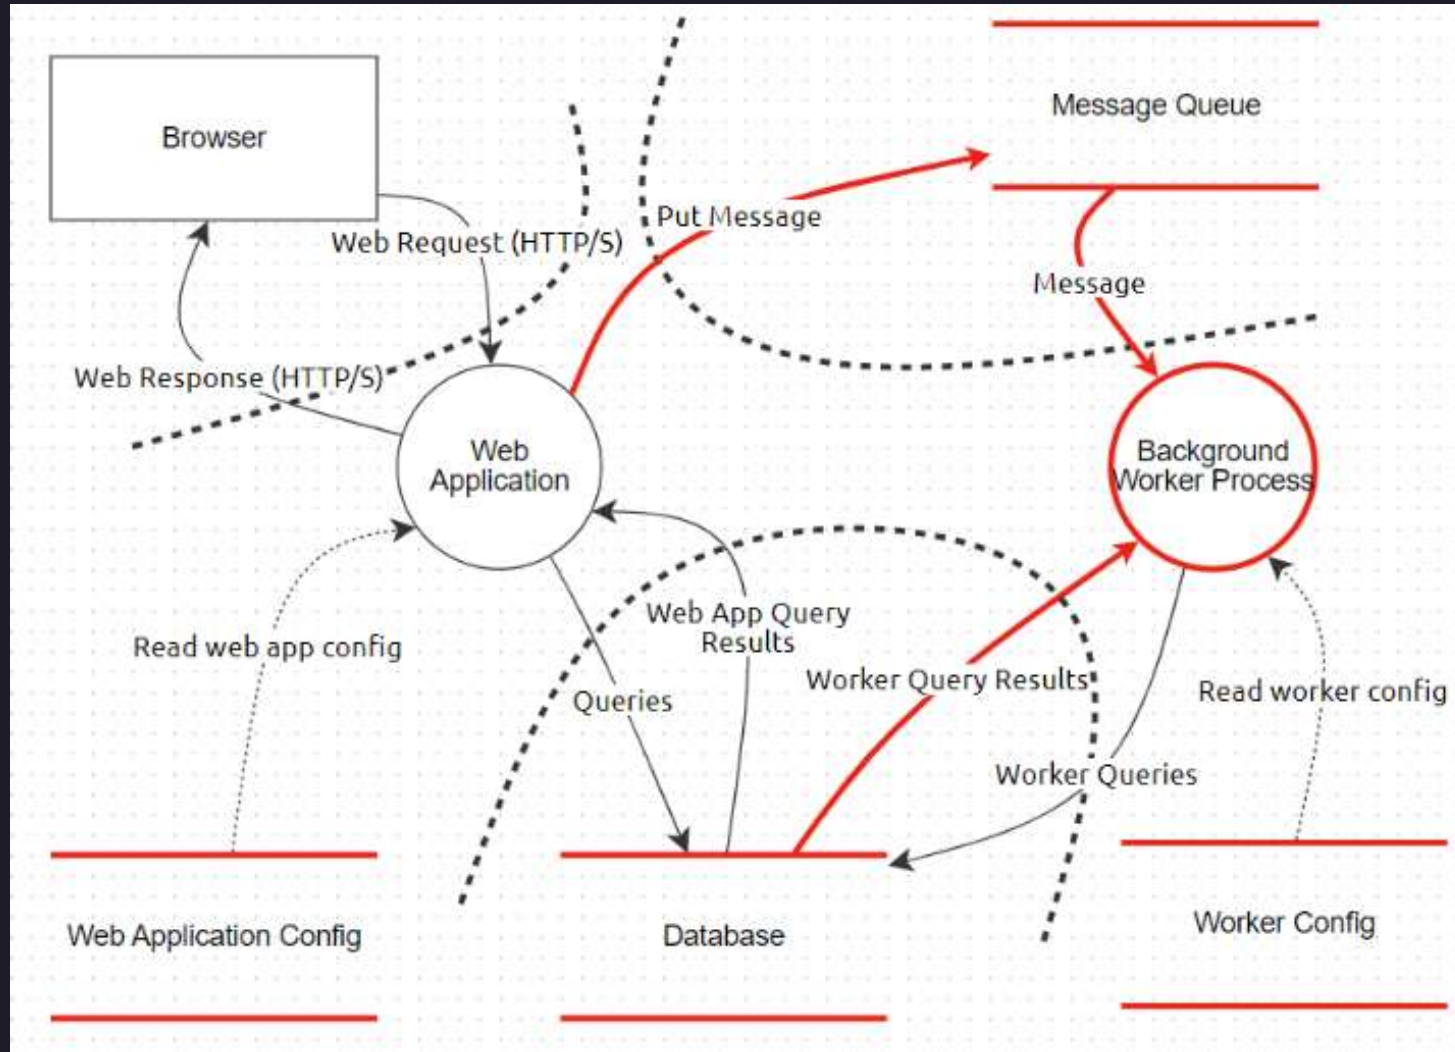 Message Queue
Browser
Put Message
Web Request (HTTP/S)
Message
Web Response (HTTP/S)
Web
Application
Background
Worker Process
Web App Query
Results
Read web app config
Worker Query Results
Read worker config
Queries
Worker Queries
Web Application Config
Database
Worker Config